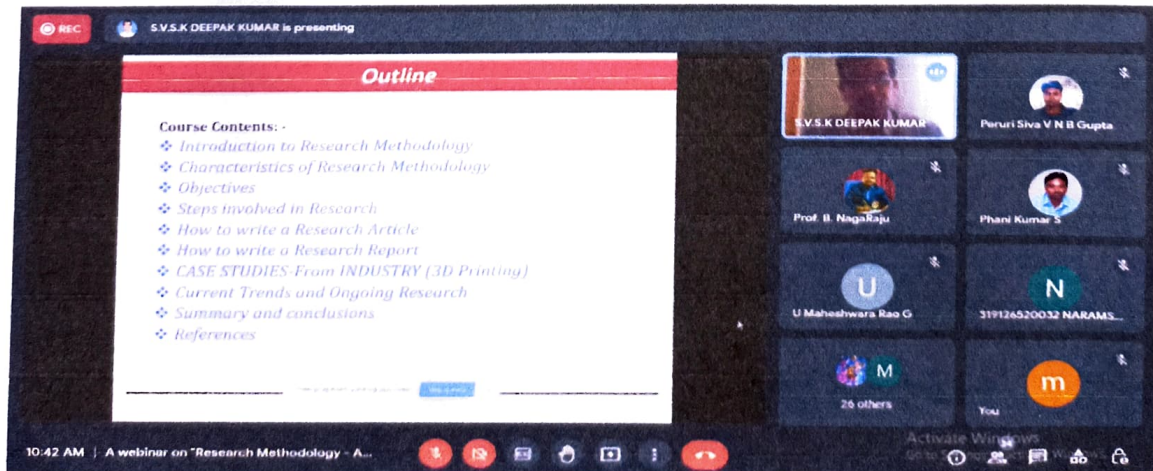 REC
S.V.S.K DEEPAK KUMAR is presenting
Outline
Course Contents: -
Introduction to Research Methodology
Characteristics of Research Methodology
Objectives
Steps involved in Research
How to write a Research Article
How to write a Research Report
CASE STUDIES-From INDUSTRY (3D Printing)
Current Trends and Ongoing Research
Summary and conclusions
References
S.V.S.K DEEPAK KUMAR
Peruri Siva V N B Gupta
Prof. B. NagaRaju
Phani Kumar S
U
U Maheshwara Rao G
N
319126520032 NARAMS...
M
26 others
m
You
Activate Windows
10:42 AM | A webinar on "Research Methodology - A...